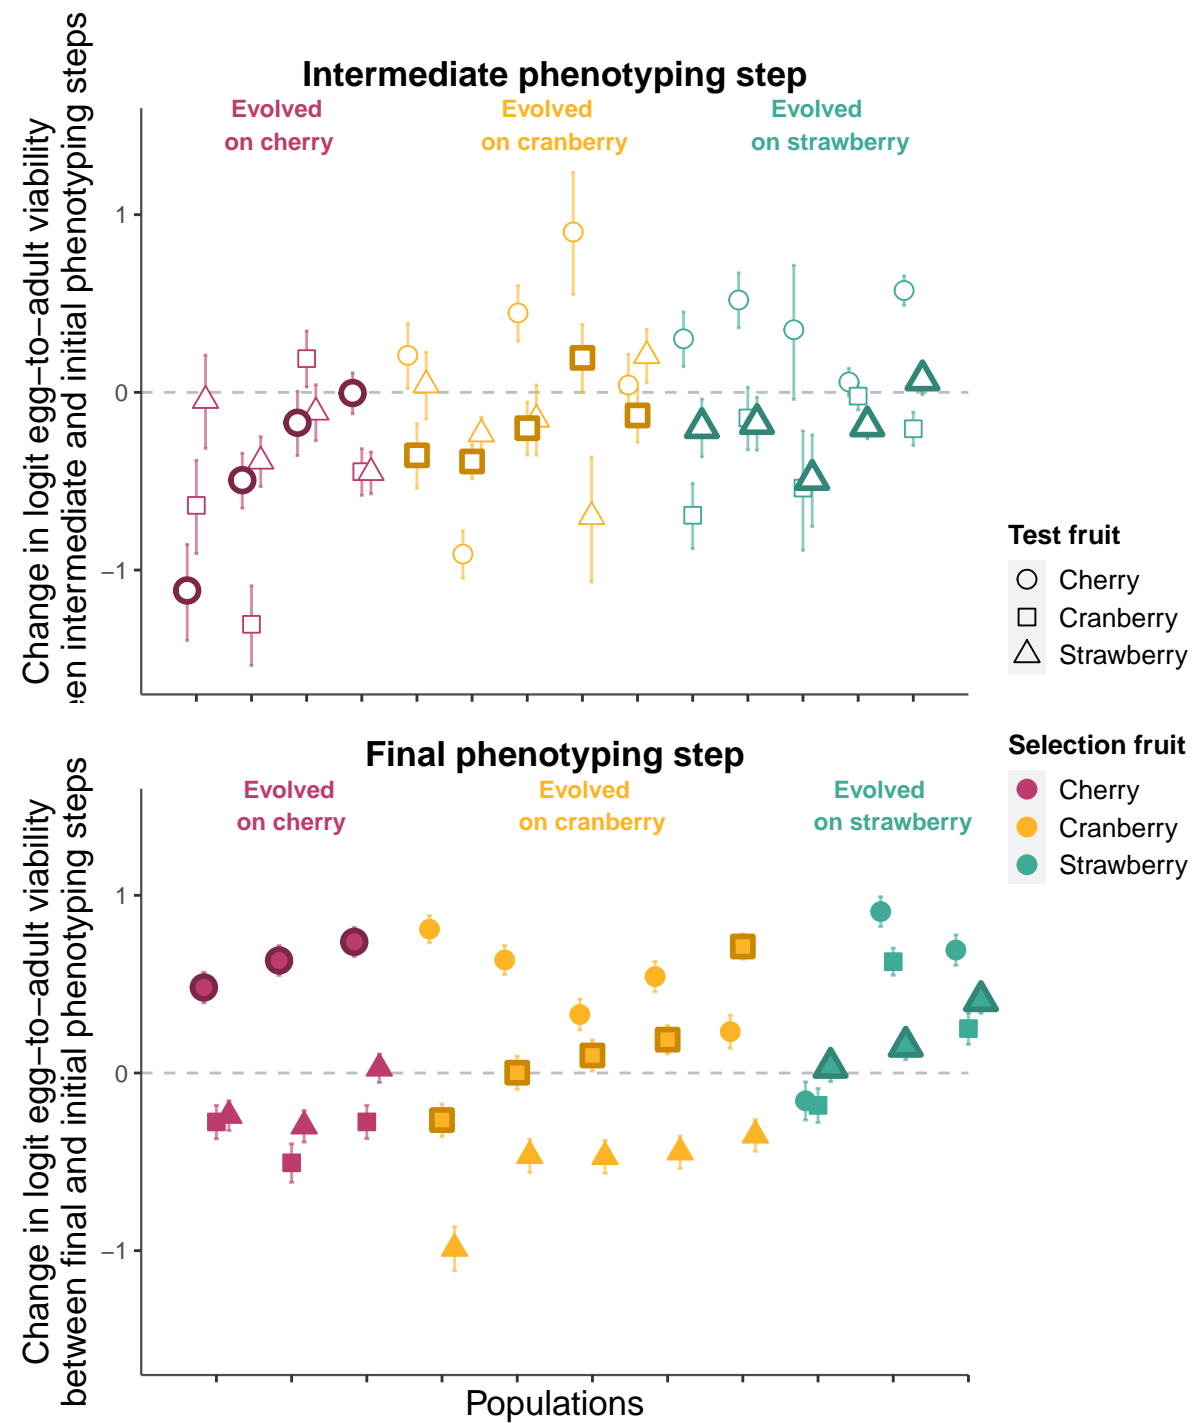 Intermediate phenotyping step
Evolved
on cherry
Evolved
on cranberry
Evolved
on strawberry
Change in logit egg−to−adult viability
en intermediate and initial phenotyping steps
1
0
−1
Test fruit
Cherry
Cranberry
Strawberry
Selection fruit
Cherry
Cranberry
Strawberry
Final phenotyping step
Evolved
on cherry
Evolved
on cranberry
Evolved
on strawberry
Change in logit egg−to−adult viability
between final and initial phenotyping steps
1
0
−1
Populations